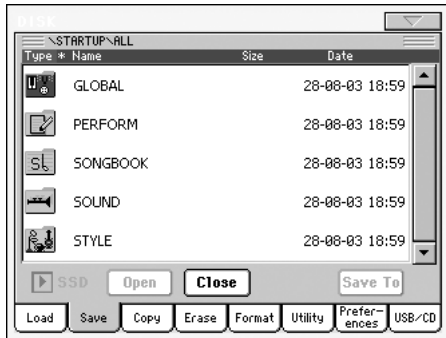 DISK
\STARTUP\ALL
Type * Name Size Date
GLOBAL 28-08-03 18:59
PERFORM 28-08-03 18:59
SONGBOOK 28-08-03 18:59
SOUND 28-08-03 18:59
STYLE 28-08-03 18:59
SSD Open Close Save To
Load Save Copy Erase Format Utility Prefer-ences USB/CD